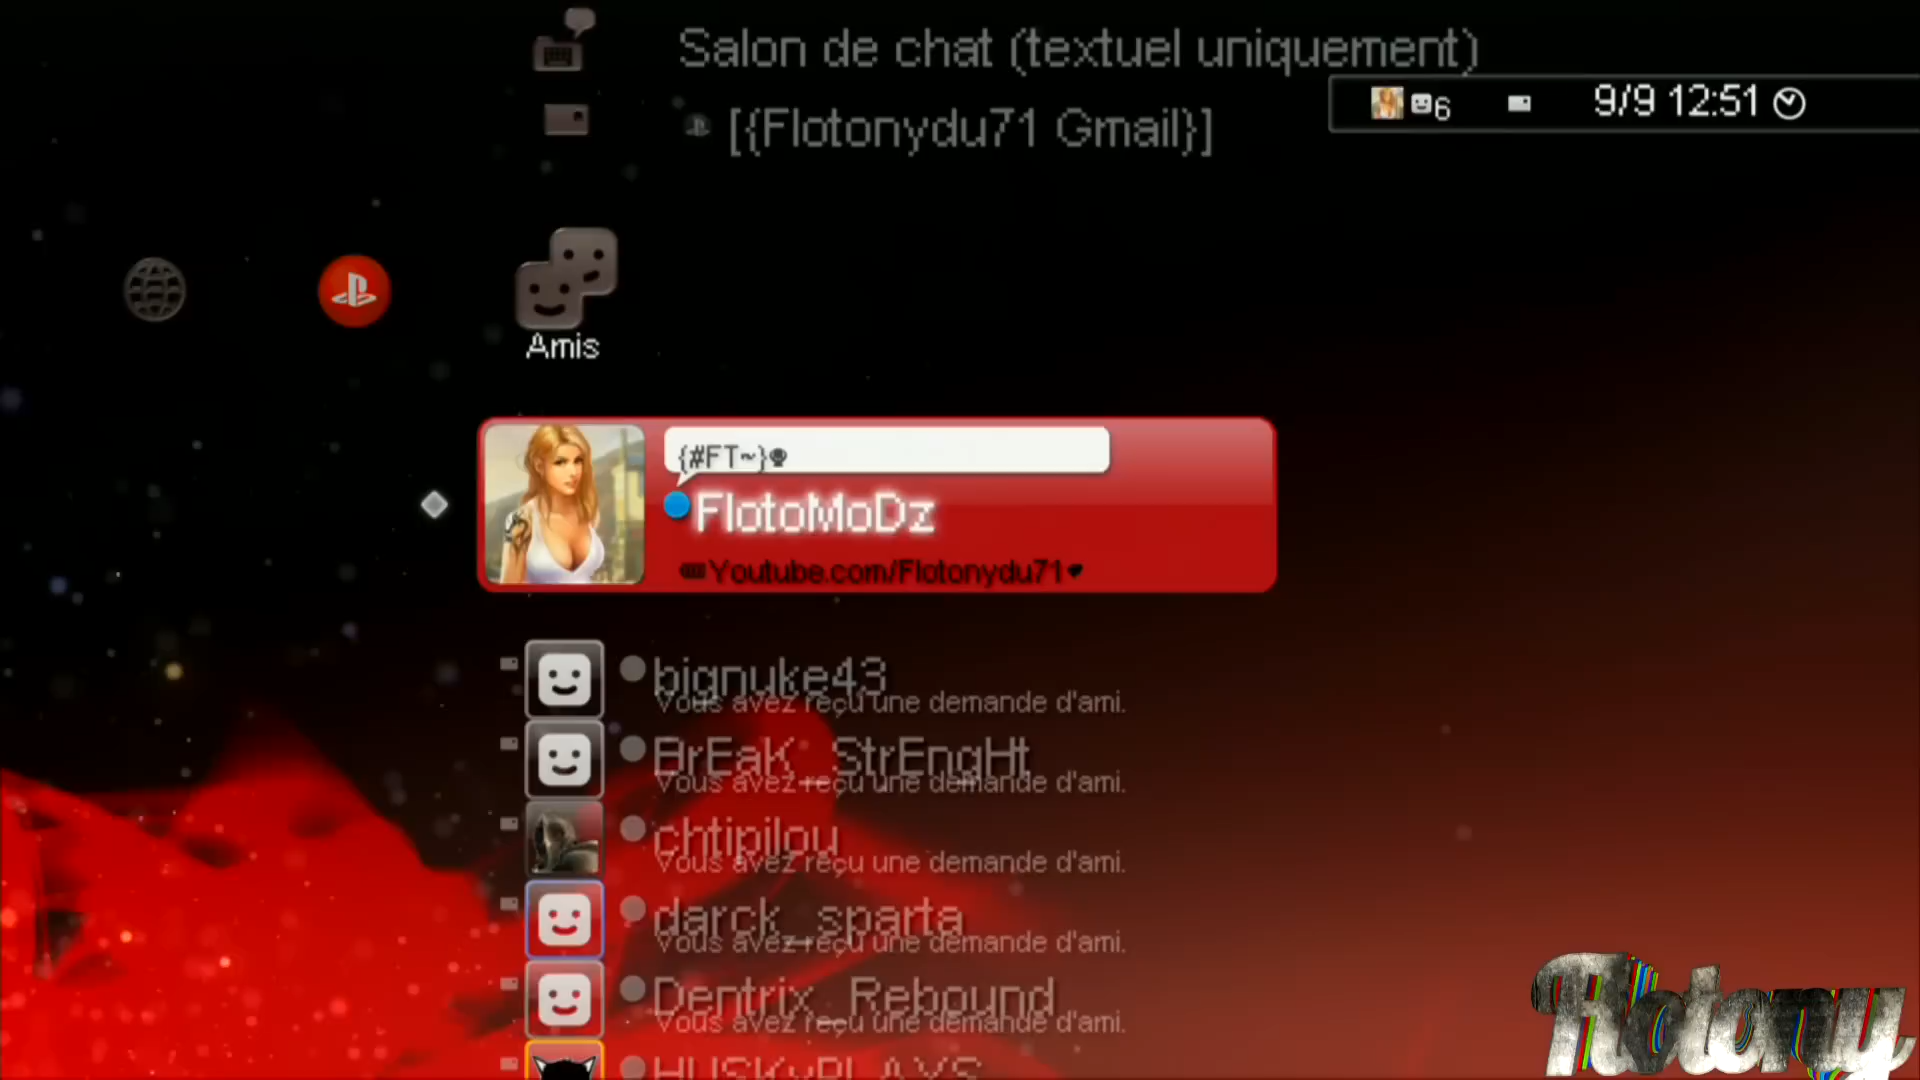 Salon de chat (textuel uniquement)
[{Flotonydu71 Gmail}]
6
9/9 12:51
Amis
{#FT~}
FlotoMoDz
Youtube.com/Flotonydu71
bignuke43
Vous avez reçu une demande d'ami.
BrEaK__StrEngHt
Vous avez reçu une demande d'ami.
chtipilou
Vous avez reçu une demande d'ami.
darck_sparta
Vous avez reçu une demande d'ami.
Dentrix_Rebound
Vous avez reçu une demande d'ami.
HUSKyPLAYS
Flotony